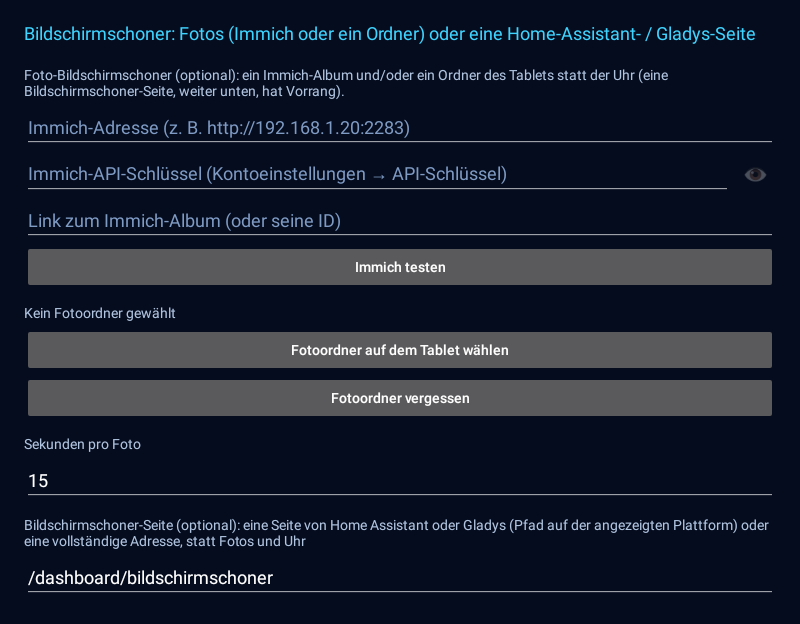 Bildschirmschoner: Fotos (Immich oder ein Ordner) oder eine Home-Assistant- / Gladys-Seite
Foto-Bildschirmschoner (optional): ein Immich-Album und/oder ein Ordner des Tablets statt der Uhr (eine
Bildschirmschoner-Seite, weiter unten, hat Vorrang).
Immich-Adresse (z. B. http://192.168.1.20:2283)
Immich-API-Schlüssel (Kontoeinstellungen → API-Schlüssel)
Link zum Immich-Album (oder seine ID)
Immich testen
Kein Fotoordner gewählt
Fotoordner auf dem Tablet wählen
Fotoordner vergessen
Sekunden pro Foto
15
Bildschirmschoner-Seite (optional): eine Seite von Home Assistant oder Gladys (Pfad auf der angezeigten Plattform) oder
eine vollständige Adresse, statt Fotos und Uhr
/dashboard/bildschirmschoner